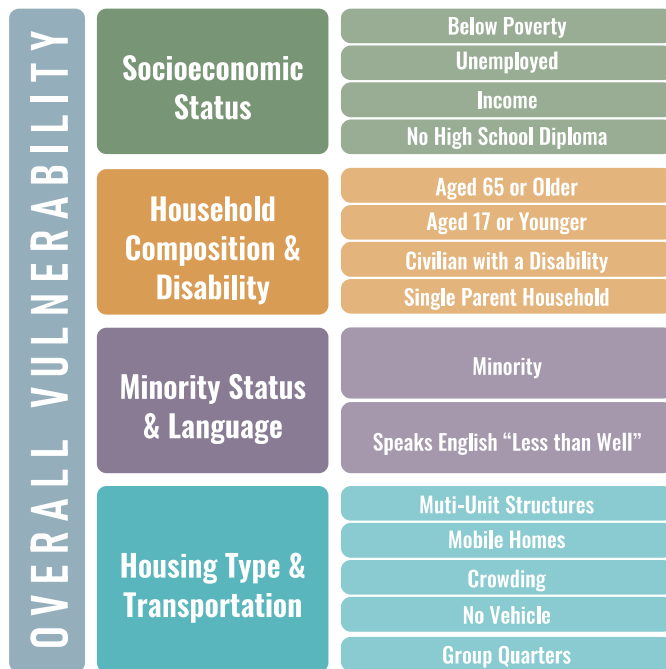 OVERALL VULNERABILITY
Socioeconomic
Status
Below Poverty
Unemployed
Income
No High School Diploma
Household
Composition &
Disability
Aged 65 or Older
Aged 17 or Younger
Civilian with a Disability
Single Parent Household
Minority Status
& Language
Minority
Speaks English “Less than Well”
Housing Type &
Transportation
Muti-Unit Structures
Mobile Homes
Crowding
No Vehicle
Group Quarters